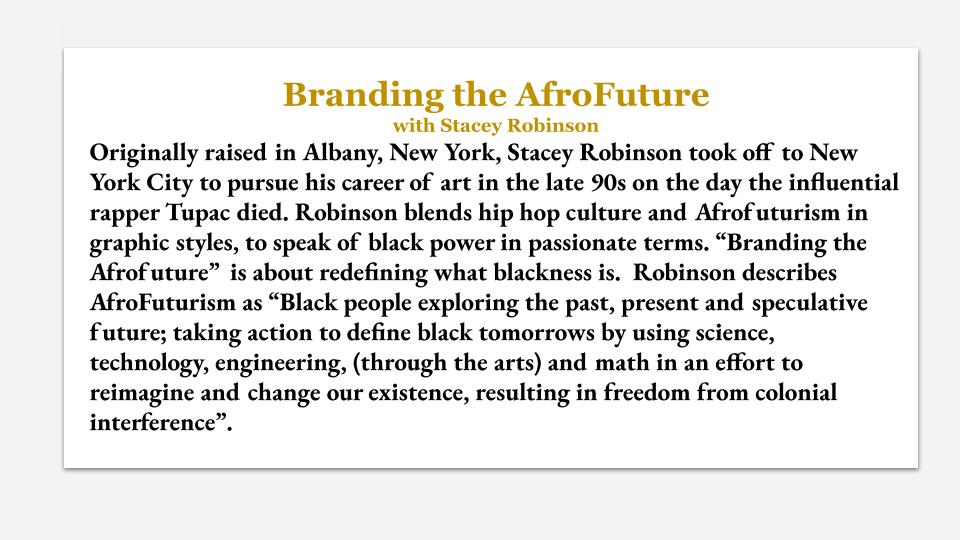 Branding the AfroFuture
with Stacey Robinson
Originally raised in Albany, New York, Stacey Robinson took off to New
York City to pursue his career of art in the late 90s on the day the influential
rapper Tupac died. Robinson blends hip hop culture and Afrofuturism in
graphic styles, to speak of black power in passionate terms. “Branding the
Afrofuture” is about redefining what blackness is. Robinson describes
AfroFuturism as “Black people exploring the past, present and speculative
future; taking action to define black tomorrows by using science,
technology, engineering, (through the arts) and math in an effort to
reimagine and change our existence, resulting in freedom from colonial
interference”.